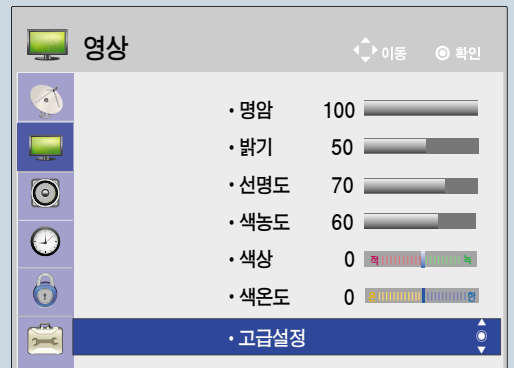 영상 이동 확인
· 명암 100
· 밝기 50
· 선명도 70
· 색농도 60
· 색상 0 적 녹
· 색온도 0 온 한
· 고급설정